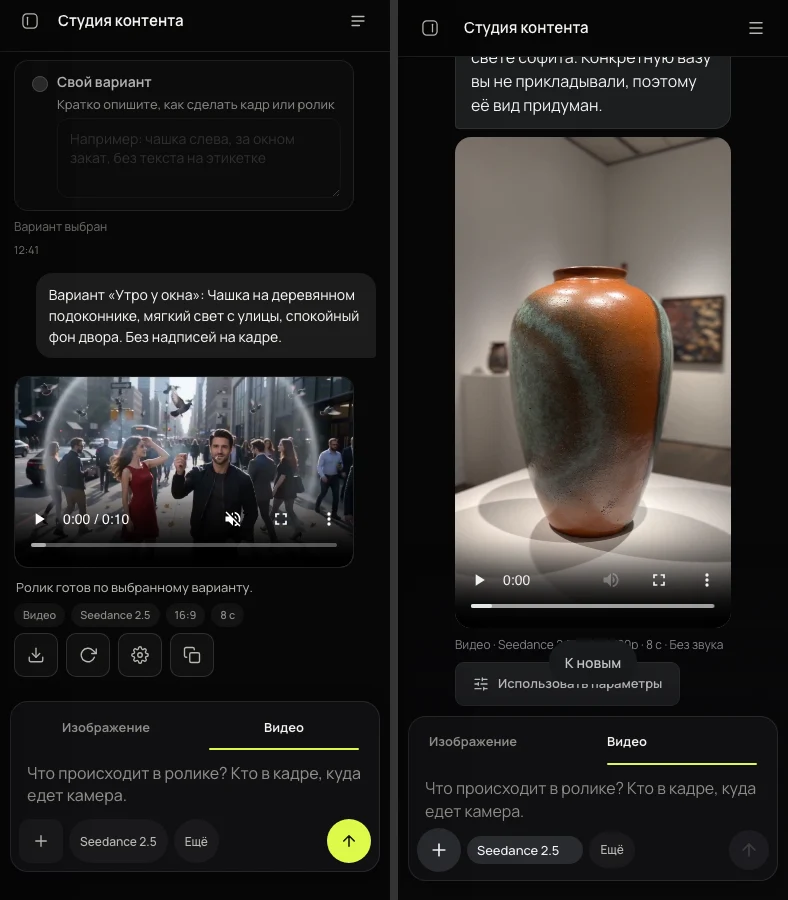 Студия контента
Свой вариант
Кратко опишите, как сделать кадр или ролик
Например: чашка слева, за окном
закат, без текста на этикетке
Вариант выбран
12:41
Вариант «Утро у окна»: Чашка на деревянном
подоконнике, мягкий свет с улицы, спокойный
фон двора. Без надписей на кадре.
0:00 / 0:10
Ролик готов по выбранному варианту.
Видео Seedance 2.5 16:9 8 с
Изображение Видео
Что происходит в ролике? Кто в кадре, куда
едет камера.
Seedance 2.5 Ещё
Студия контента
свете софита. Конкретную вазу
вы не прикладывали, поэтому
её вид придуман.
0:00
Видео · Seedance · 8 с · Без звука
К новым
Использовать параметры
Изображение Видео
Что происходит в ролике? Кто в кадре, куда
едет камера.
Seedance 2.5 Ещё